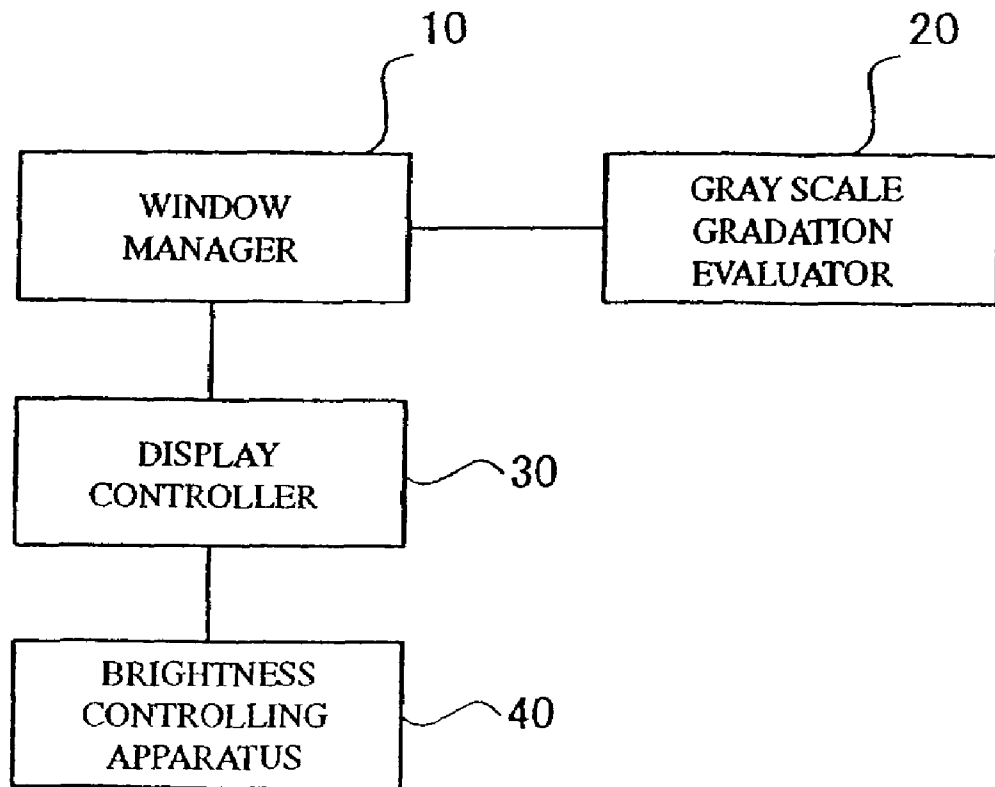 10
20
WINDOW
MANAGER
GRAY SCALE
GRADATION
EVALUATOR
DISPLAY
CONTROLLER
30
BRIGHTNESS
CONTROLLING
APPARATUS
40